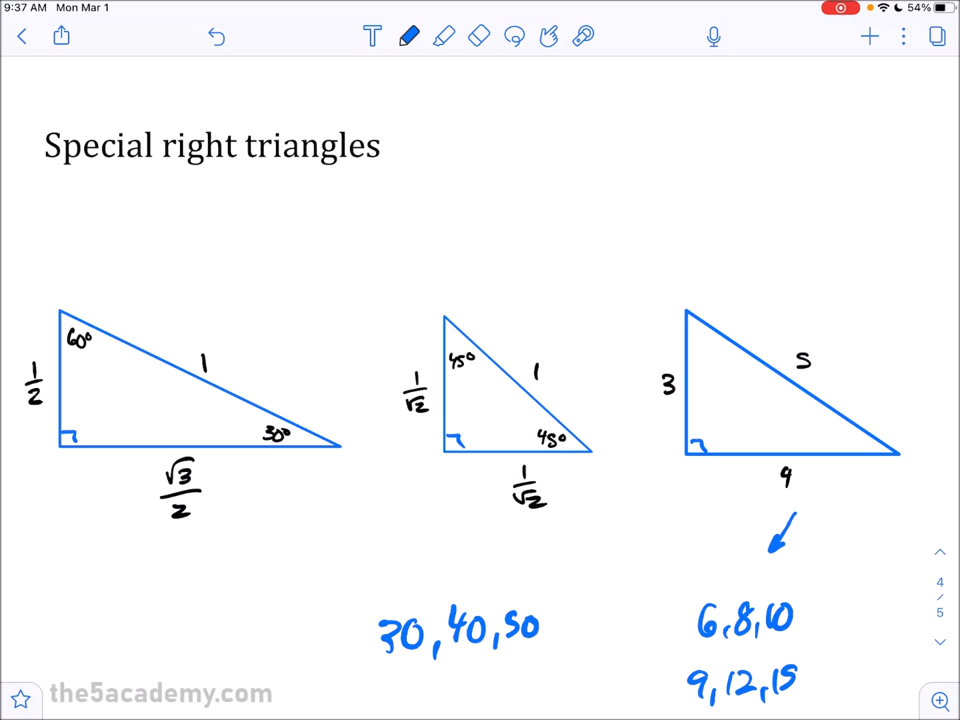 9:37 AM Mon Mar 1
54%
T
Special right triangles
60°
1
30°
1/2
√3/2
45°
1
45°
1/√2
1/√2
3
5
4
4
/
5
30, 40, 50
6, 8, 10
9, 12, 15
the5academy.com